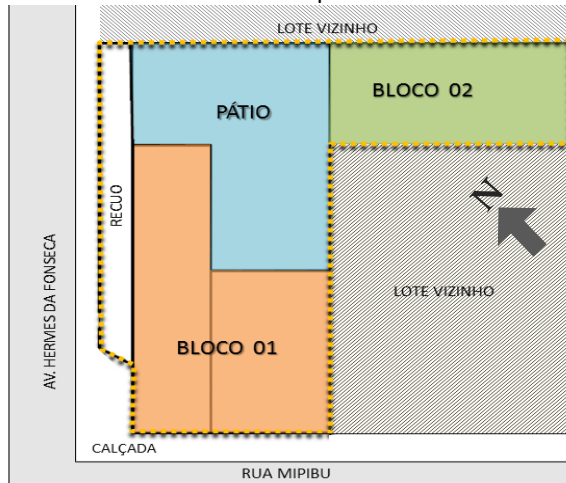 LOTE VIZINHO
BLOCO 02
PÁTIO
N
RECUO
AV. HERMES DA FONSECA
LOTE VIZINHO
BLOCO 01
CALÇADA
RUA MIPIBU